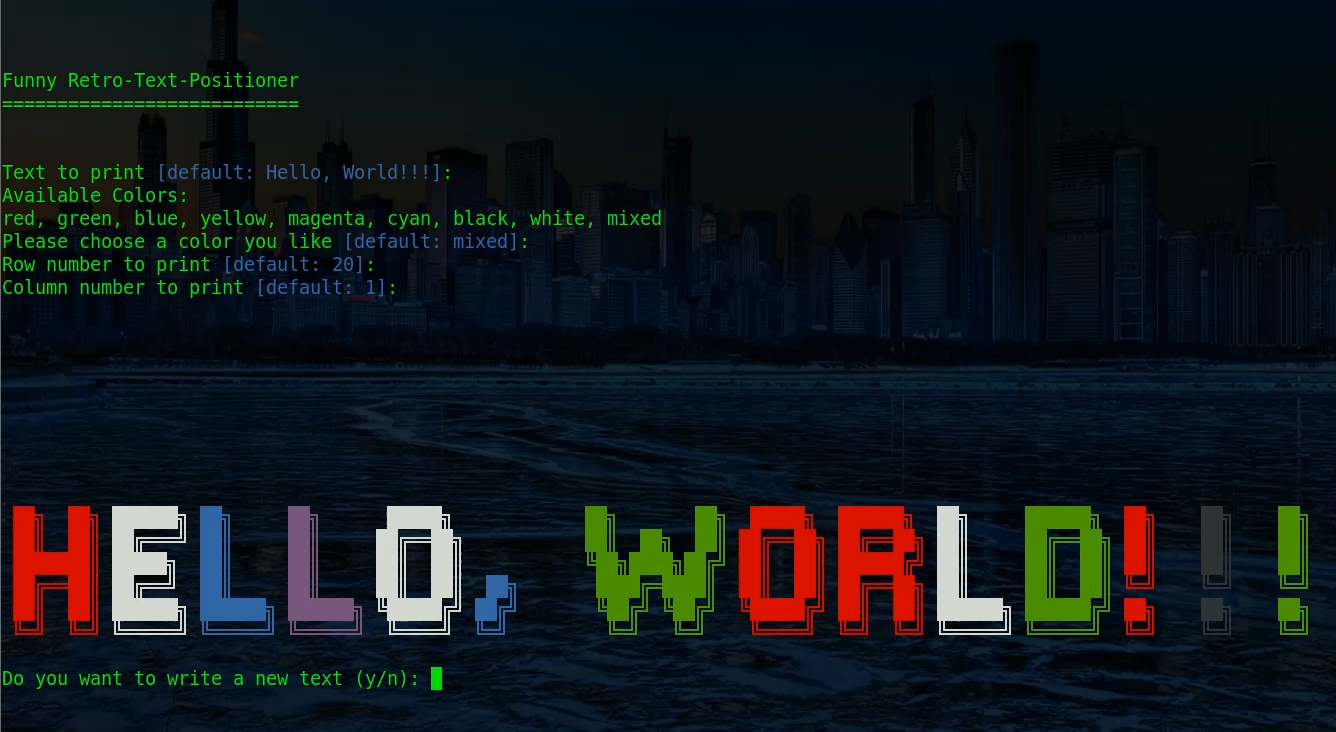 Funny Retro-Text-Positioner
===========================
Text to print [default: Hello, World!!!]:
Available Colors:
red, green, blue, yellow, magenta, cyan, black, white, mixed
Please choose a color you like [default: mixed]:
Row number to print [default: 20]:
Column number to print [default: 1]:
HELLO, WORLD!!!
Do you want to write a new text (y/n):